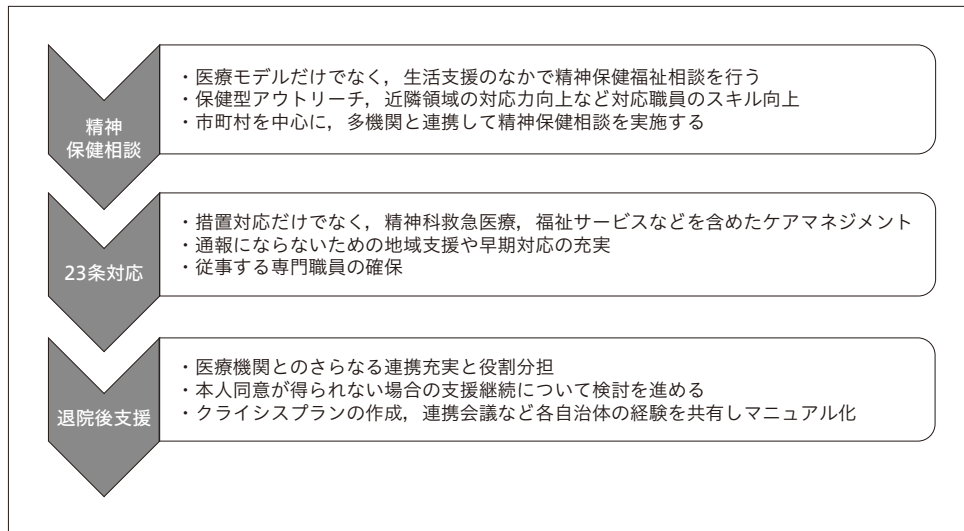 精神
保健相談
・医療モデルだけでなく，生活支援のなかで精神保健福祉相談を行う
・保健型アウトリーチ，近隣領域の対応力向上など対応職員のスキル向上
・市町村を中心に，多機関と連携して精神保健相談を実施する
23条対応
・措置対応だけでなく，精神科救急医療，福祉サービスなどを含めたケアマネジメント
・通報にならないための地域支援や早期対応の充実
・従事する専門職員の確保
退院後支援
・医療機関とのさらなる連携充実と役割分担
・本人同意が得られない場合の支援継続について検討を進める
・クライシスプランの作成，連携会議など各自治体の経験を共有しマニュアル化